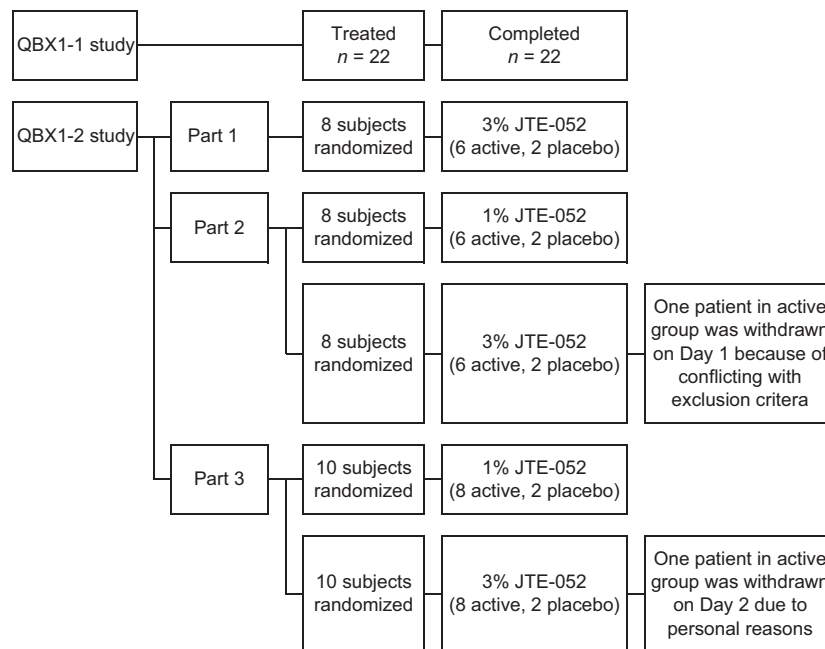 QBX1-1 study
Treated
n = 22
Completed
n = 22
QBX1-2 study
Part 1
8 subjects
randomized
3% JTE-052
(6 active, 2 placebo)
Part 2
8 subjects
randomized
1% JTE-052
(6 active, 2 placebo)
8 subjects
randomized
3% JTE-052
(6 active, 2 placebo)
One patient in active
group was withdrawn
on Day 1 because of
conflicting with
exclusion critera
Part 3
10 subjects
randomized
1% JTE-052
(8 active, 2 placebo)
10 subjects
randomized
3% JTE-052
(8 active, 2 placebo)
One patient in active
group was withdrawn
on Day 2 due to
personal reasons